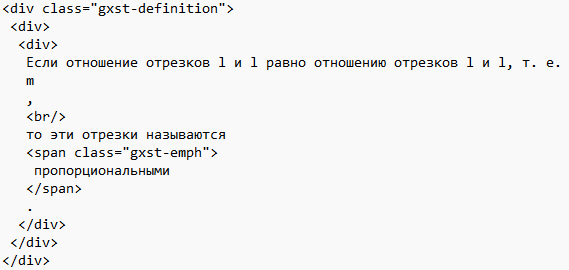 <div class="gxst-definition">
<div>
<div>
Если отношение отрезков l и l равно отношению отрезков l и l, т. е.
m
,
<br/>
то эти отрезки называются
<span class="gxst-emph">
пропорциональными
</span>
.
</div>
</div>
</div>